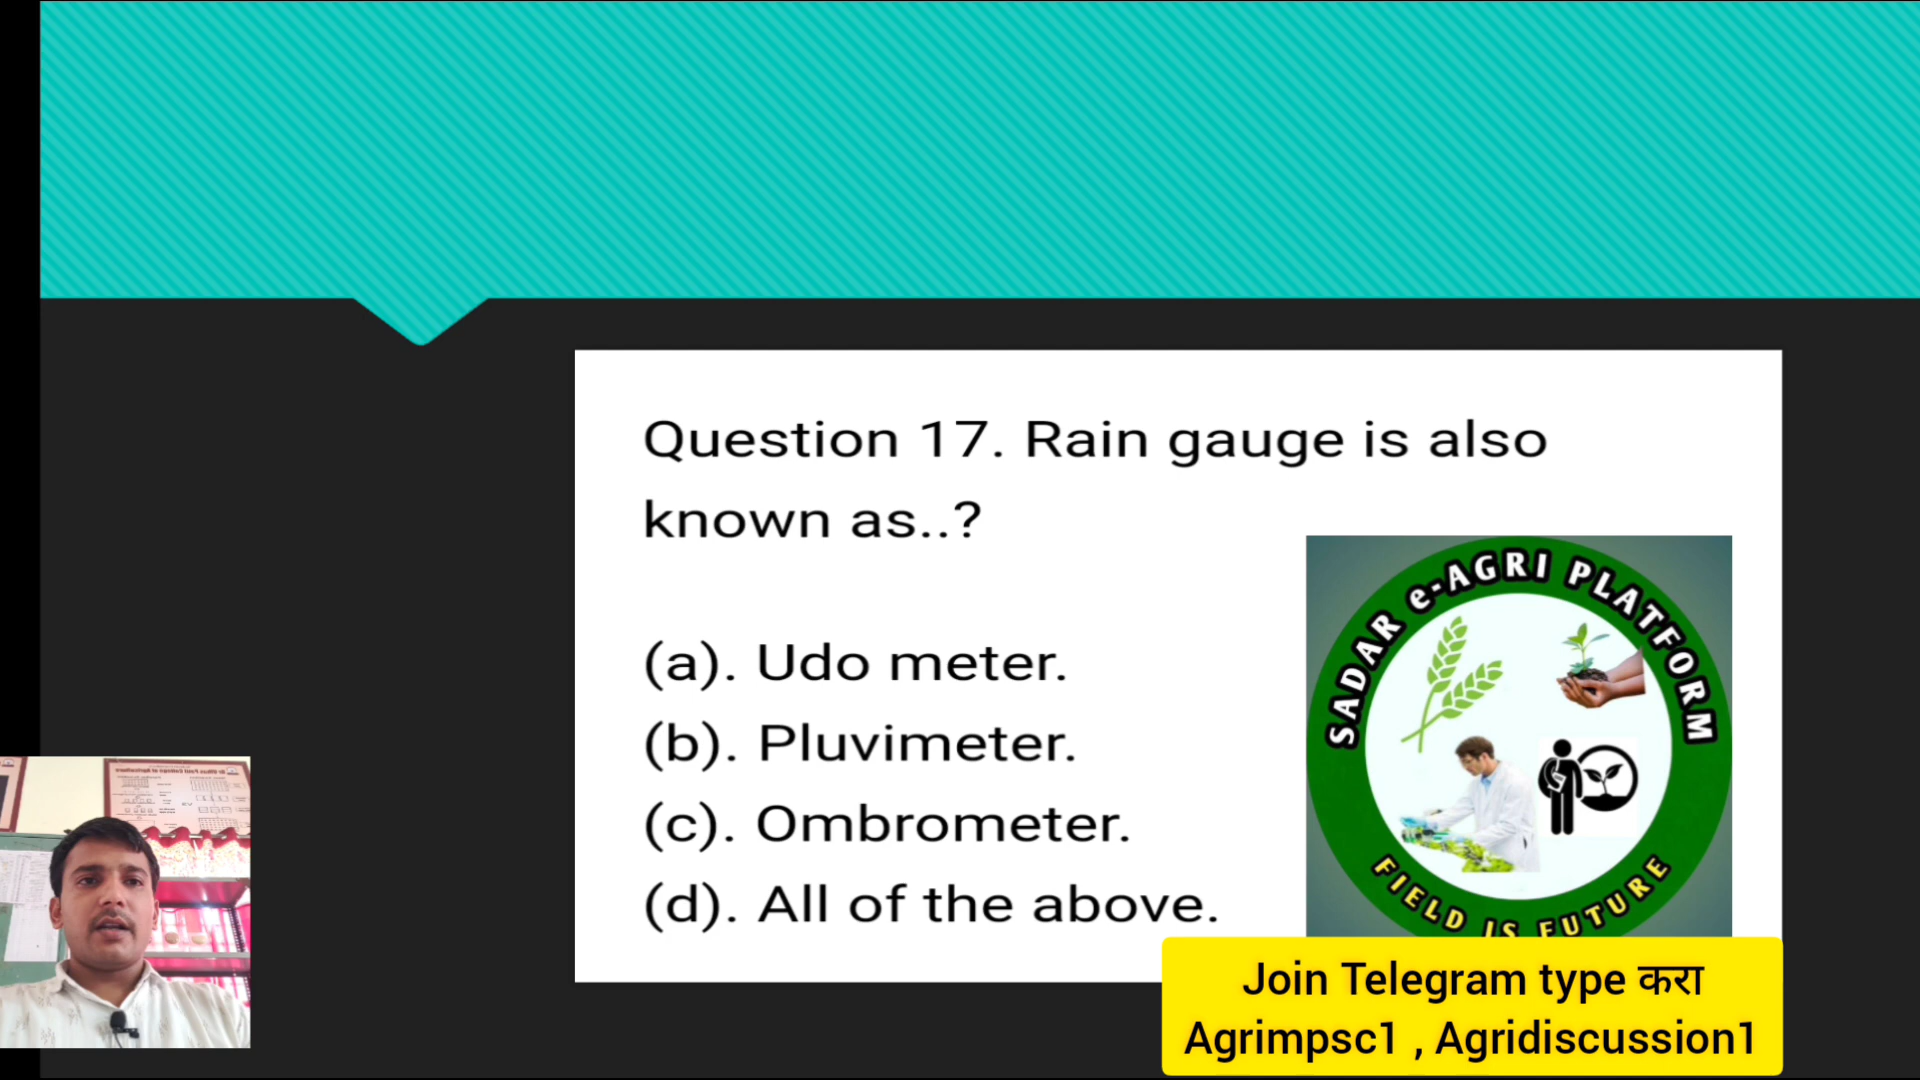 Question 17. Rain gauge is also
known as..?
(a). Udo meter.
(b). Pluvimeter.
(c). Ombrometer.
(d). All of the above.
SADAR e-AGRI PLATFORM
FIELD IS FUTURE
Join Telegram type करा
Agrimpsc1 , Agridiscussion1